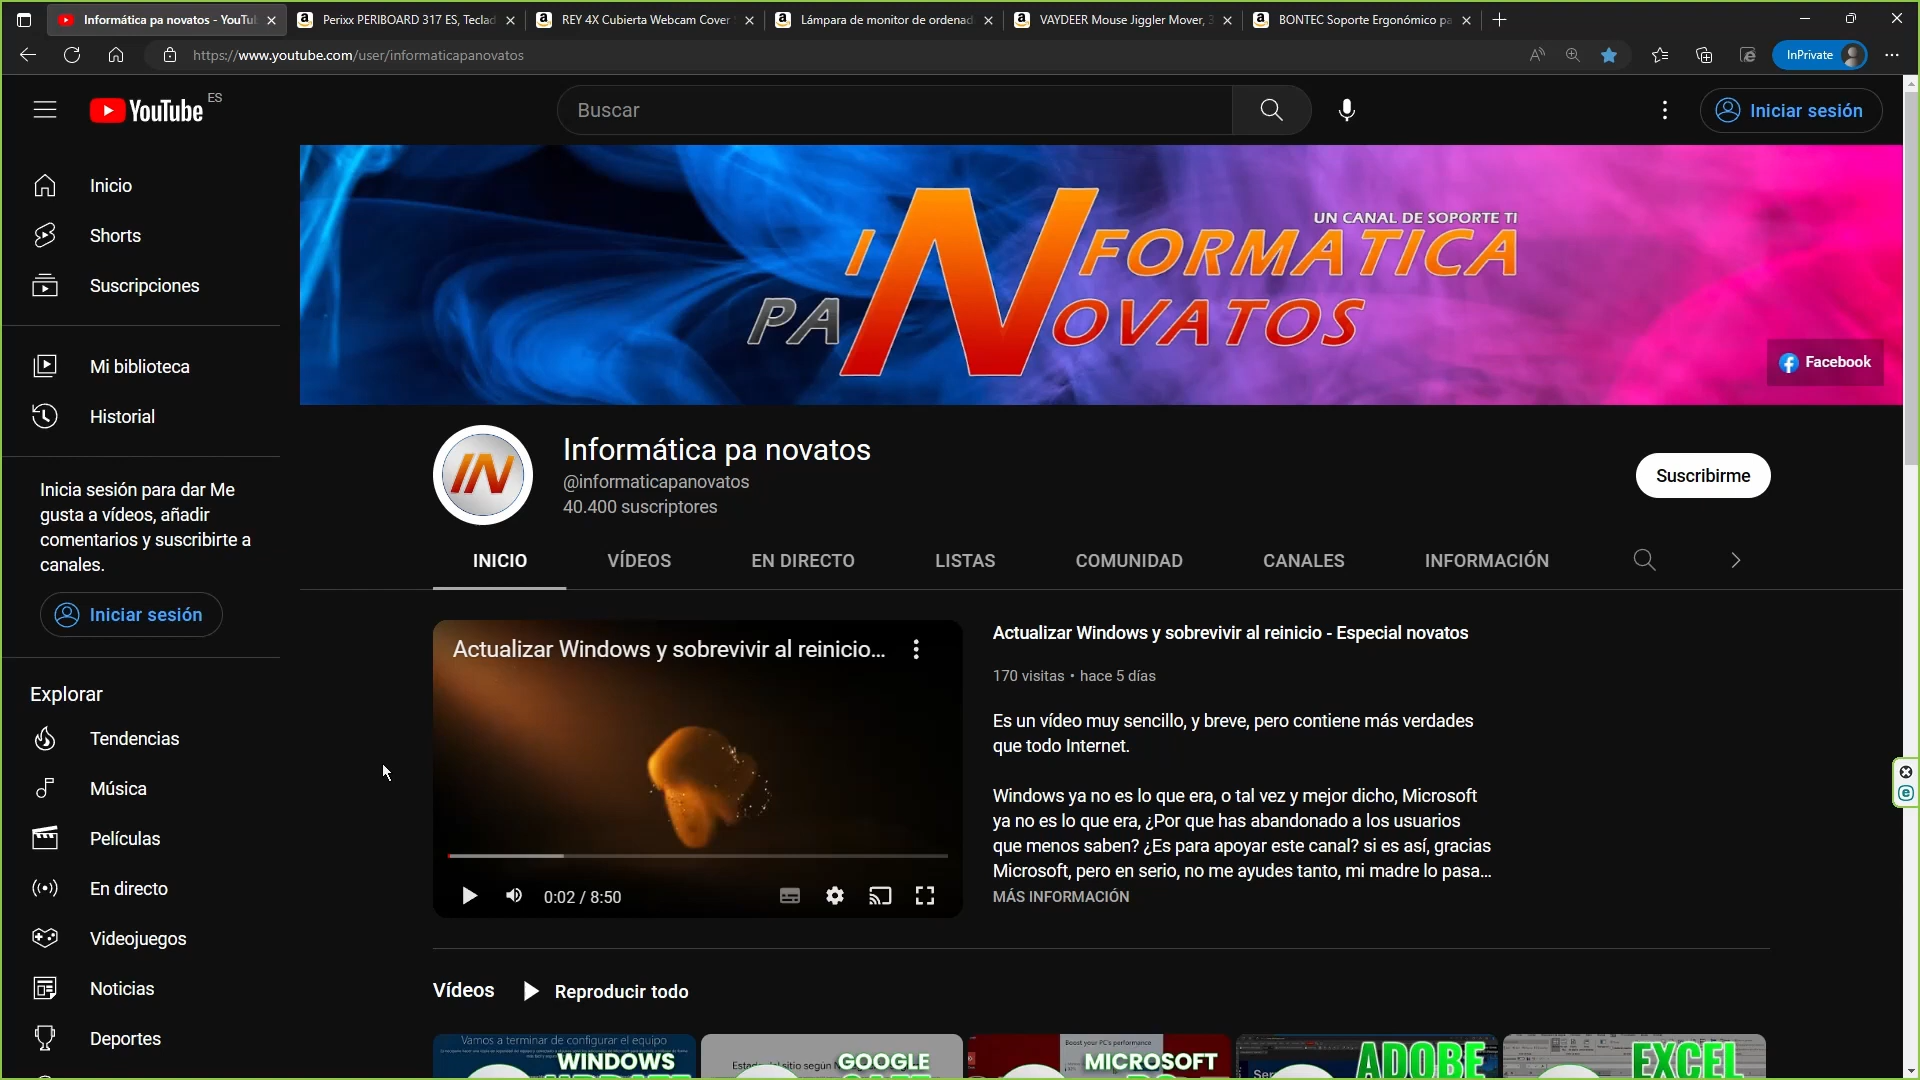 Informática pa novatos - YouTu
Perixx PERIBOARD 317 ES, Teclad
REY 4X Cubierta Webcam Cover
Lámpara de monitor de ordenad
VAYDEER Mouse Jiggler Mover, 3
BONTEC Soporte Ergonómico pa
https://www.youtube.com/user/informaticapanovatos
InPrivate
YouTube ES
Buscar
Iniciar sesión
Inicio
Shorts
Suscripciones
Mi biblioteca
Historial
Inicia sesión para dar Me
gusta a vídeos, añadir
comentarios y suscribirte a
canales.
Iniciar sesión
Explorar
Tendencias
Música
Películas
En directo
Videojuegos
Noticias
Deportes
UN CANAL DE SOPORTE TI
INFORMATICA
PA NOVATOS
Facebook
IN
Informática pa novatos
@informaticapanovatos
40.400 suscriptores
Suscribirme
INICIO
VÍDEOS
EN DIRECTO
LISTAS
COMUNIDAD
CANALES
INFORMACIÓN
Actualizar Windows y sobrevivir al reinicio...
0:02 / 8:50
Actualizar Windows y sobrevivir al reinicio - Especial novatos
170 visitas • hace 5 días
Es un vídeo muy sencillo, y breve, pero contiene más verdades
que todo Internet.
Windows ya no es lo que era, o tal vez y mejor dicho, Microsoft
ya no es lo que era, ¿Por que has abandonado a los usuarios
que menos saben? ¿Es para apoyar este canal? si es así, gracias
Microsoft, pero en serio, no me ayudes tanto, mi madre lo pasa...
MÁS INFORMACIÓN
Vídeos
Reproducir todo
Vamos a terminar de configurar el equipo
WINDOWS
sitio según
GOOGLE
Boost your PC's performance
MICROSOFT
ADOBE
EXCEL